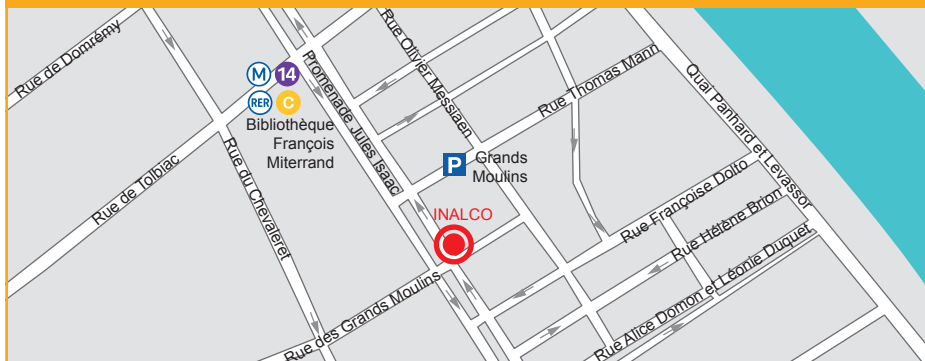 Rue de Domrémy
Rue Olivier Messiaen
Promenade Jules Isaac
Rue Thomas Mann
Quai Panhard et Levassor
M 14
RER C
Bibliothèque
François
Miterrand
Rue de Tolbiac
Rue du Chevaleret
P Grands
Moulins
INALCO
Rue Françoise Dolto
Rue Hélène Brion
Rue Alice Domon et Léonie Duquet
Rue des Grands Moulins